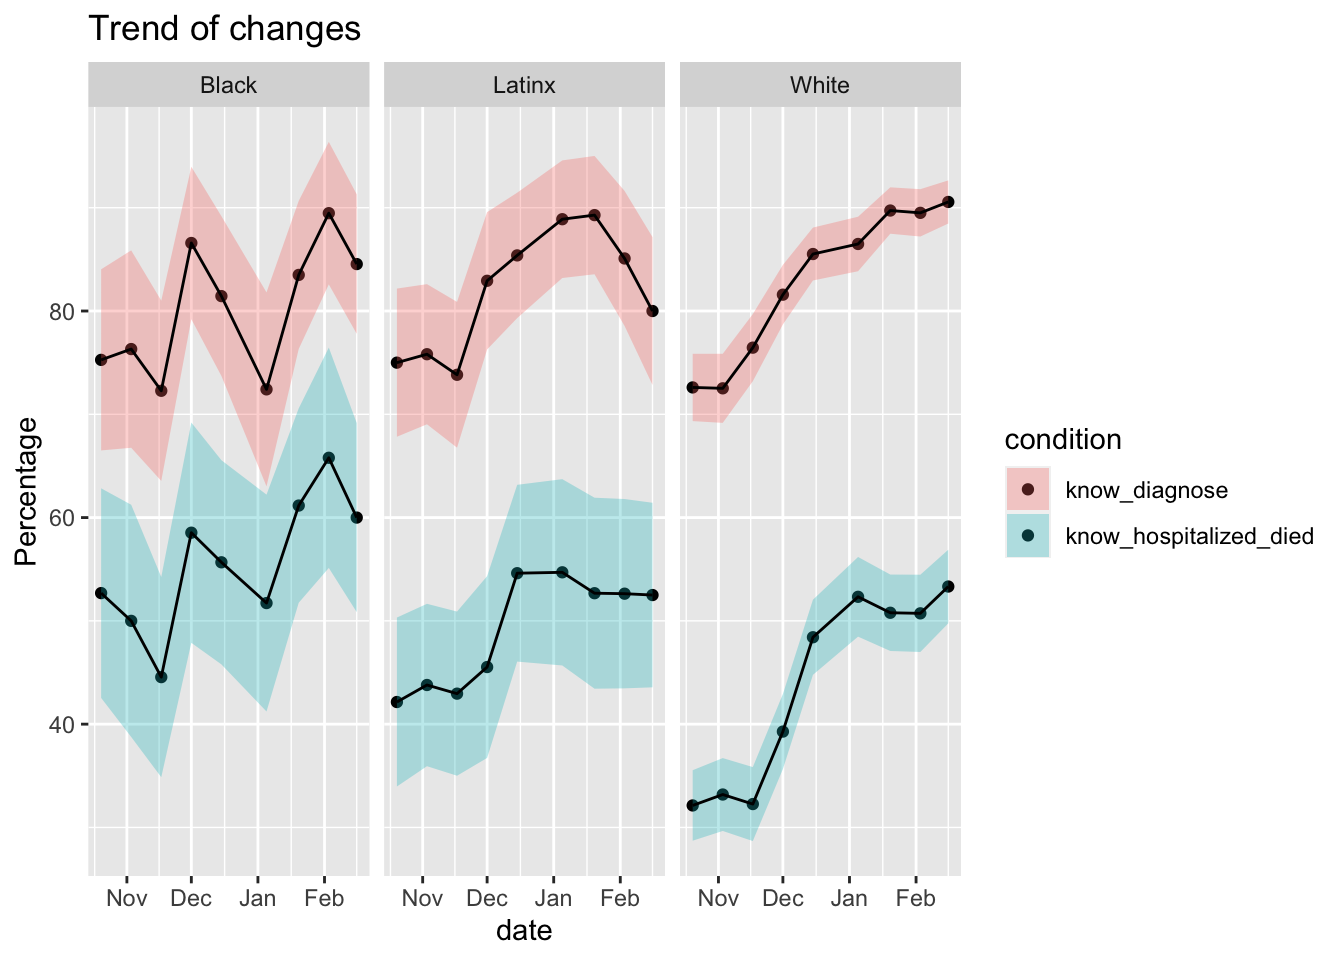 Trend of changes
Black Latinx White
Percentage
80
60
40
Nov Dec Jan Feb Nov Dec Jan Feb Nov Dec Jan Feb
date
condition
know_diagnose
know_hospitalized_died